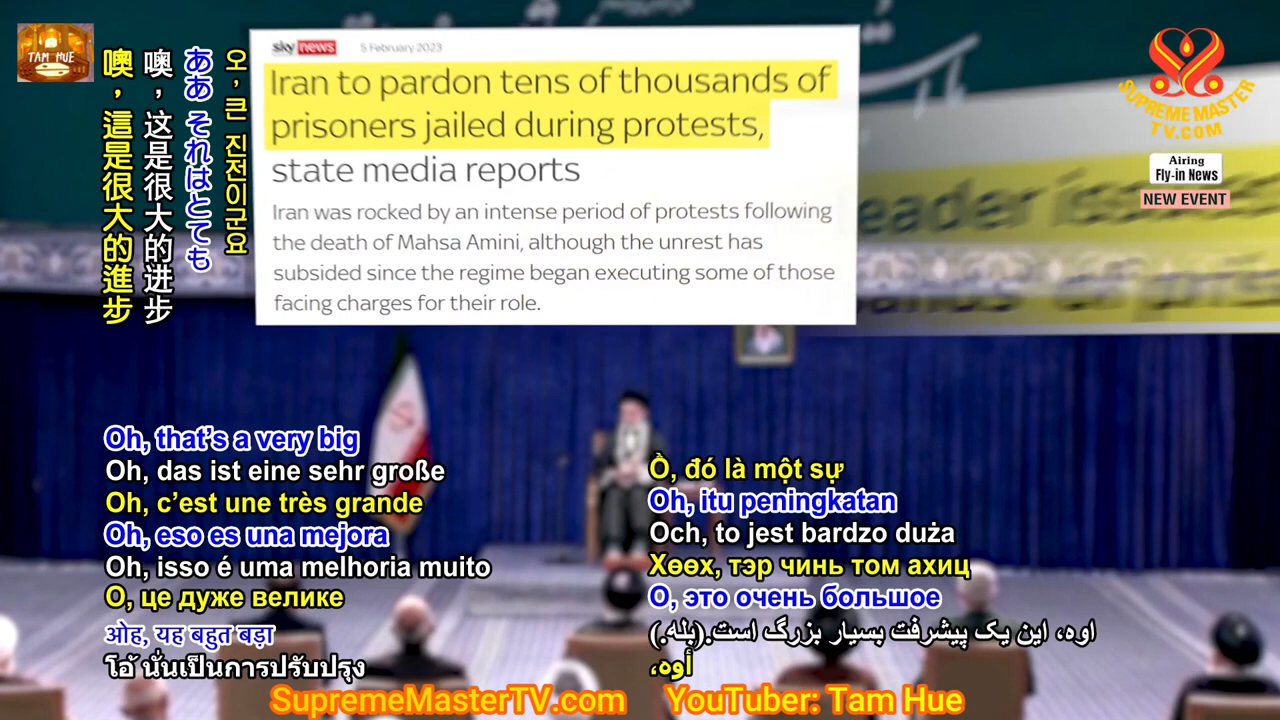 TAM HUE
噢，這是很大的進步
噢，这是很大的进步
ああ それはとても
오, 큰 진전이군요
sky news 5 February 2023
Iran to pardon tens of thousands of
prisoners jailed during protests,
state media reports
Iran was rocked by an intense period of protests following
the death of Mahsa Amini, although the unrest has
subsided since the regime began executing some of those
facing charges for their role.
SUPREME MASTER
TV.COM
Airing
Fly-in News
NEW EVENT
eader
Oh, that's a very big
Oh, das ist eine sehr große
Oh, c'est une très grande
Oh, eso es una mejora
Oh, isso é uma melhoria muito
О, це дуже велике
ओह, यह बहुत बड़ा
โอ้ นั่นเป็นการปรับปรุง
Ồ, đó là một sự
Oh, itu peningkatan
Och, to jest bardzo duża
Хөөх, тэр чинь том ахиц
О, это очень большое
اوه، این یک پیشرفت بسیار بزرگ است.(بله.)
أوه،
SupremeMasterTV.com YouTuber: Tam Hue